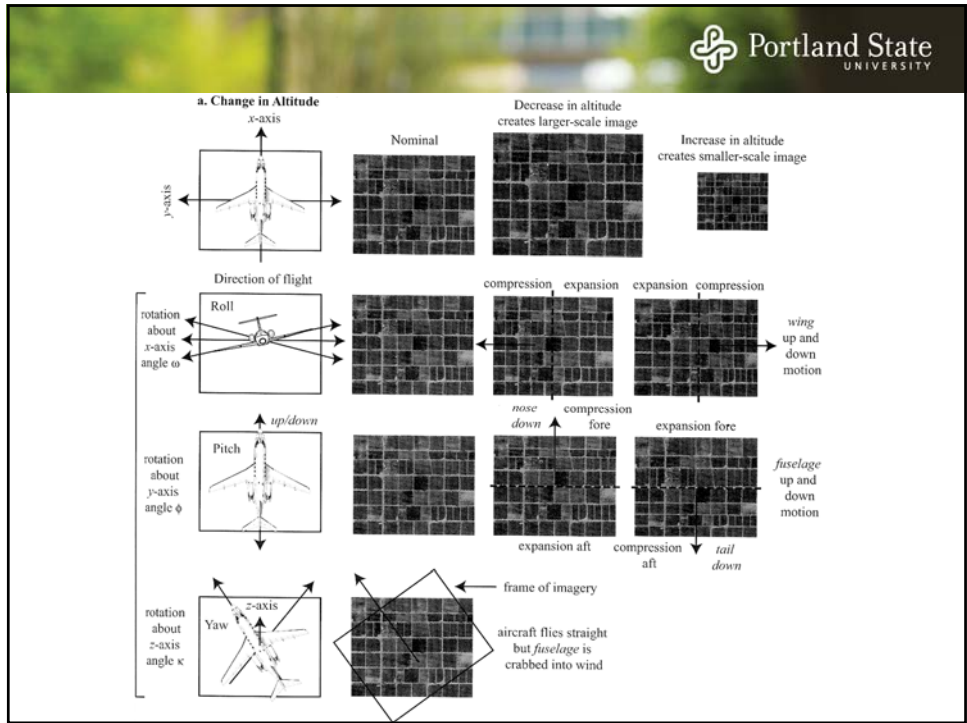 Portland State
UNIVERSITY
a. Change in Altitude
x-axis
y-axis
Nominal
Decrease in altitude
creates larger-scale image
Increase in altitude
creates smaller-scale image
Direction of flight
Roll
rotation
about
x-axis
angle ω
compression
expansion
expansion
compression
wing
up and
down
motion
up/down
Pitch
rotation
about
y-axis
angle ϕ
nose
down
compression
fore
expansion aft
expansion fore
compression
aft
tail
down
fuselage
up and
down
motion
rotation
about
z-axis
angle κ
Yaw
z-axis
frame of imagery
aircraft flies straight
but fuselage is
crabbed into wind